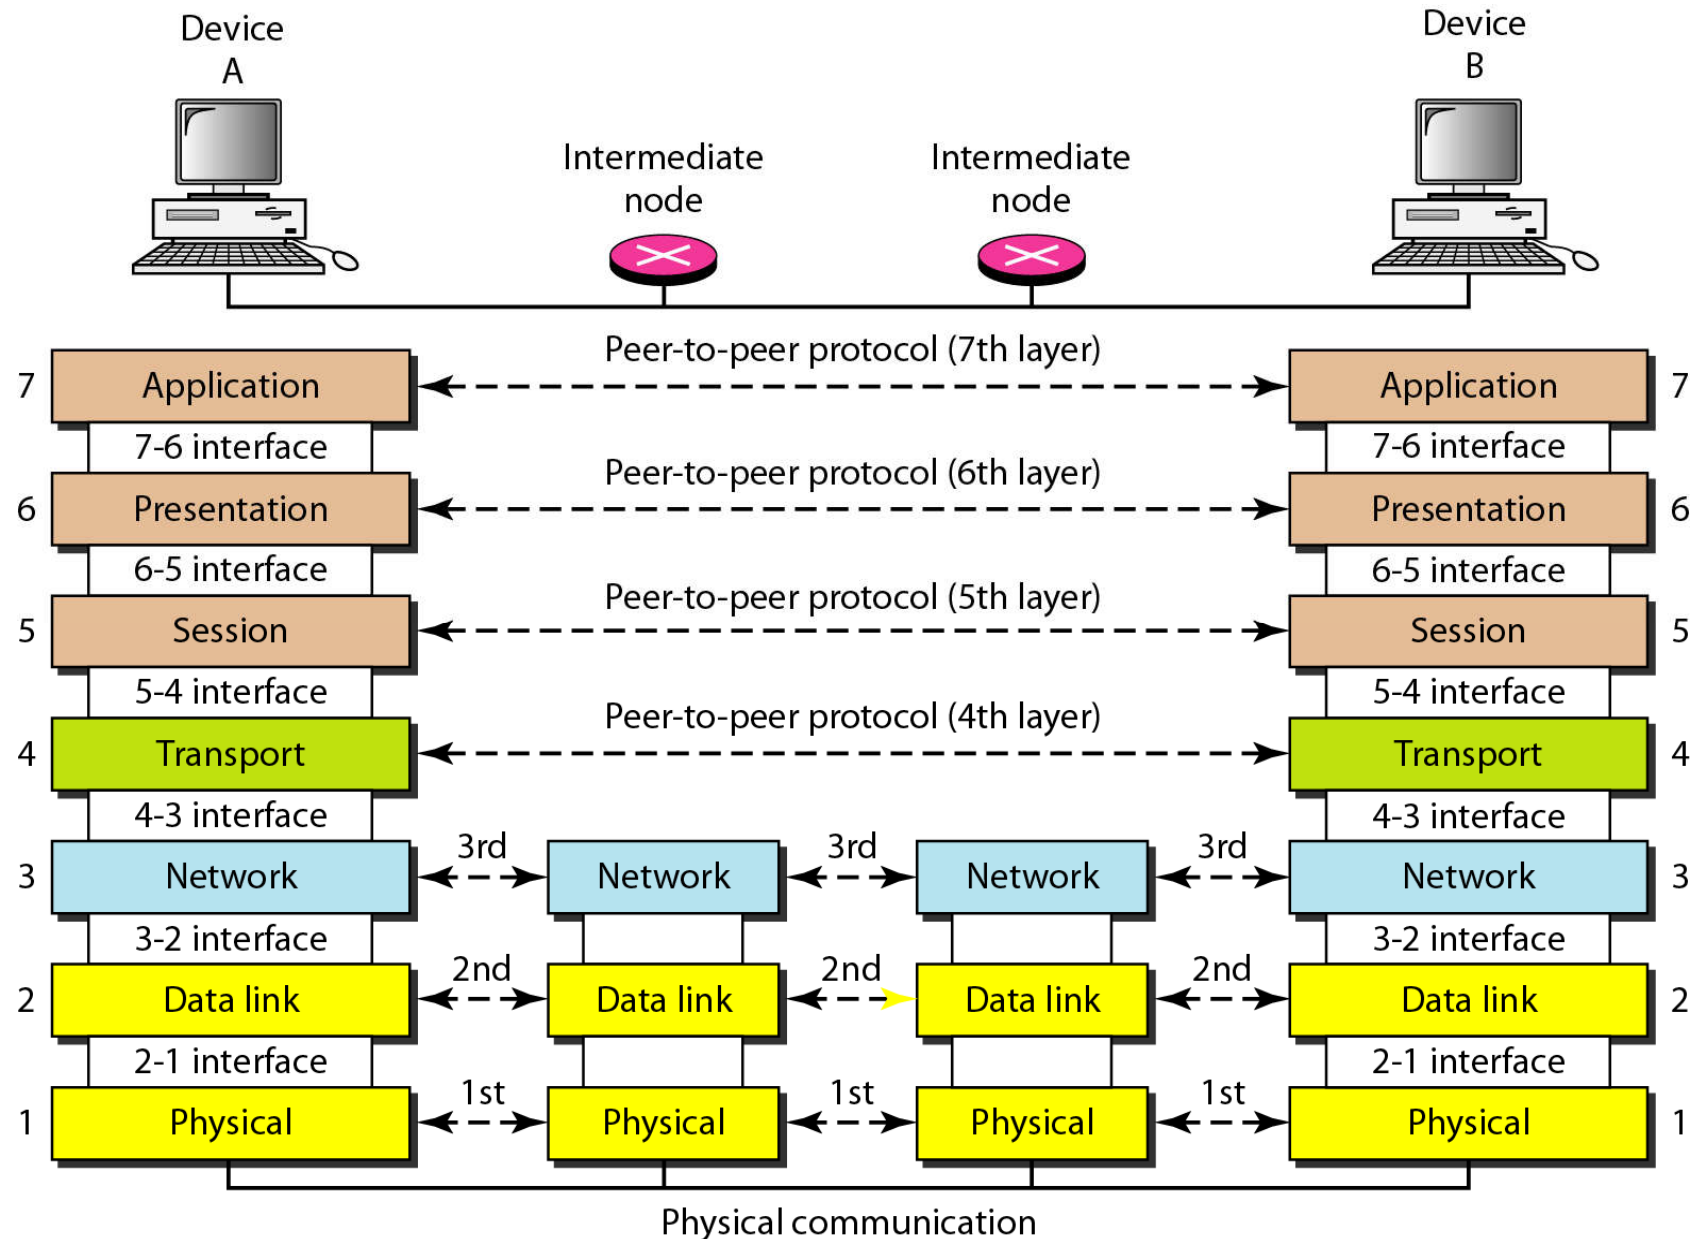 Device
A
Device
B
Intermediate
node
Intermediate
node
Peer-to-peer protocol (7th layer)
7 Application Application 7
7-6 interface 7-6 interface
Peer-to-peer protocol (6th layer)
6 Presentation Presentation 6
6-5 interface 6-5 interface
Peer-to-peer protocol (5th layer)
5 Session Session 5
5-4 interface 5-4 interface
Peer-to-peer protocol (4th layer)
4 Transport Transport 4
4-3 interface 4-3 interface
3rd 3rd 3rd
3 Network Network Network Network 3
3-2 interface 3-2 interface
2nd 2nd 2nd
2 Data link Data link Data link Data link 2
2-1 interface 2-1 interface
1st 1st 1st
1 Physical Physical Physical Physical 1
Physical communication